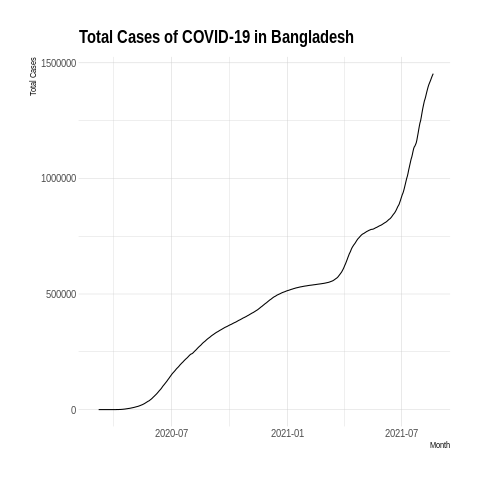 Total Cases of COVID-19 in Bangladesh
Total Cases
1500000
1000000
500000
0
2020-07
2021-01
2021-07
Month